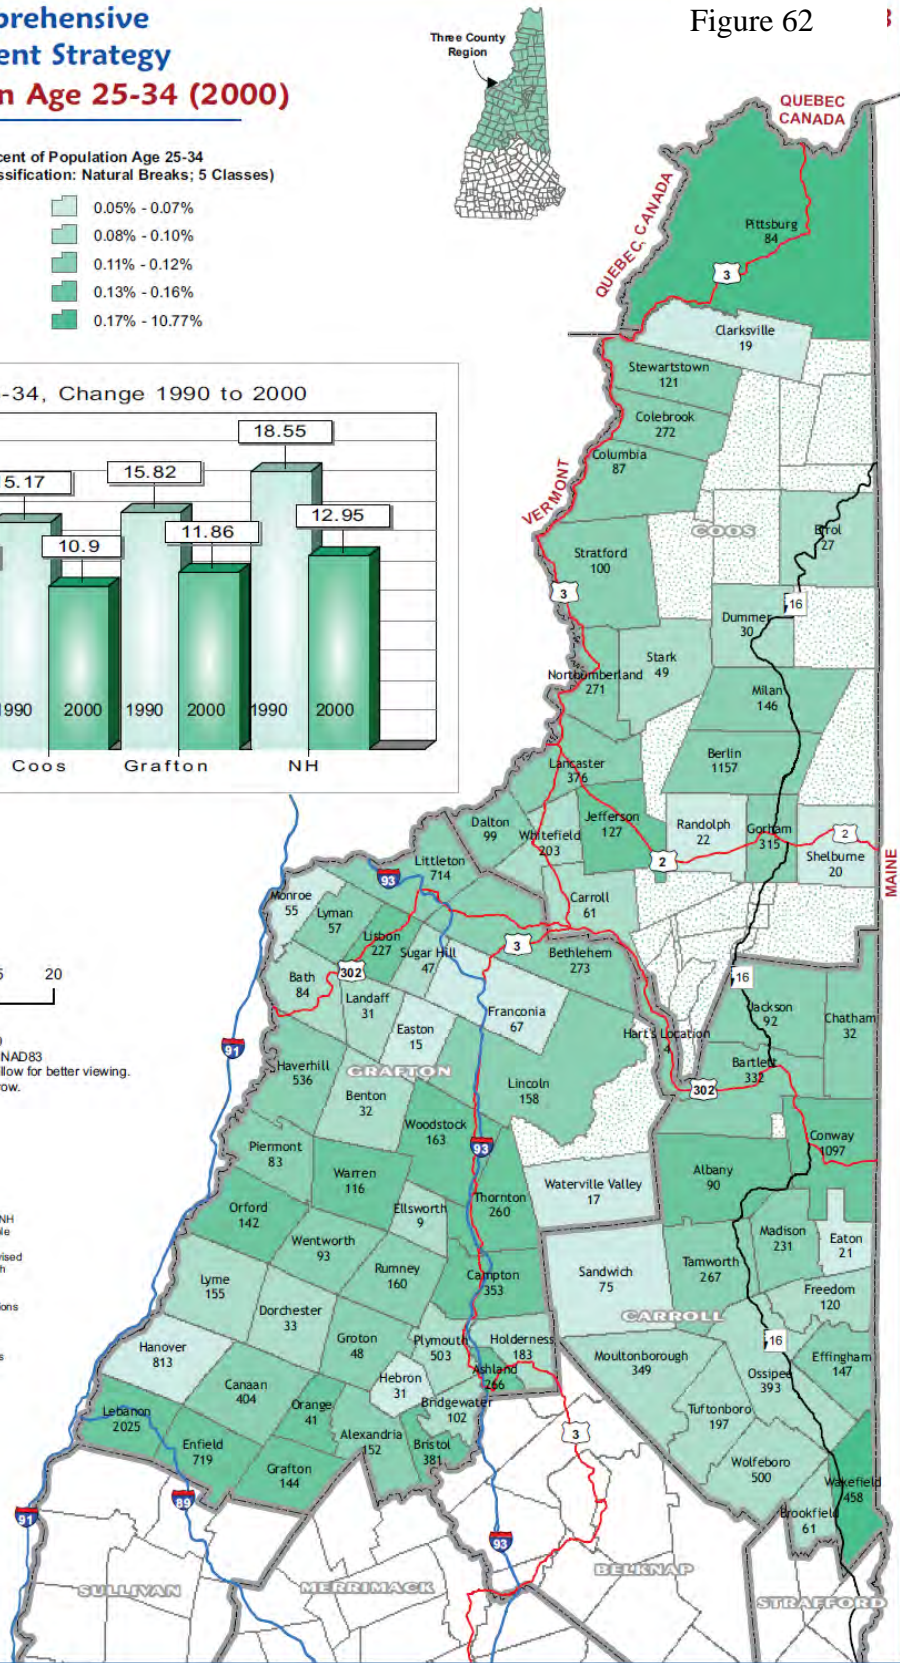 Figure 62
prehensive
ent Strategy
n Age 25-34 (2000)
Three County
Region
cent of Population Age 25-34
ssification: Natural Breaks; 5 Classes)
0.05% - 0.07%
0.08% - 0.10%
0.11% - 0.12%
0.13% - 0.16%
0.17% - 10.77%
-34, Change 1990 to 2000
5.17
10.9
15.82
11.86
18.55
12.95
1990
2000
1990
2000
1990
2000
Coos
Grafton
NH
QUEBEC
CANADA
QUEBEC, CANADA
VERMONT
MAINE
Pittsburg
84
3
Clarksville
19
Stewartstown
121
Colebrook
272
Columbia
87
COOS
Errol
27
Stratford
100
3
16
Dummer
30
Stark
49
Northumberland
271
Milan
146
Berlin
1157
Lancaster
376
Dalton
99
Whitefield
203
Jefferson
127
Randolph
22
Gorham
315
2
2
Shelburne
20
Littleton
714
93
Monroe
55
Lyman
57
Lisbon
227
Carroll
61
Sugar Hill
47
3
Bethlehem
273
302
Bath
84
Landaff
31
Easton
15
Franconia
67
16
Jackson
92
Chatham
32
Hart's Location
4
Bartlett
332
302
5
20
9
NAD83
llow for better viewing.
row.
91
Haverhill
536
GRAFTON
Benton
32
Lincoln
158
Woodstock
163
93
Conway
1097
Piermont
83
Warren
116
Albany
90
Waterville Valley
17
Thornton
260
Ellsworth
9
Orford
142
NH
ble
vised
h
ions
s
Wentworth
93
Madison
231
Eaton
21
Rumney
160
Campton
353
Sandwich
75
Tamworth
267
Lyme
155
Dorchester
33
Freedom
120
CARROLL
16
Hanover
813
Groton
48
Plymouth
503
Holderness
183
Moultonborough
349
Effingham
147
Ashland
266
Ossipee
393
Hebron
31
Canaan
404
Orange
41
Bridgewater
102
Tuftonboro
197
Lebanon
2025
Alexandria
152
Bristol
381
3
Enfield
719
Grafton
144
Wolfeboro
500
Wakefield
458
Brookfield
61
89
91
93
SULLIVAN
MERRIMACK
BELKNAP
STRAFFORD